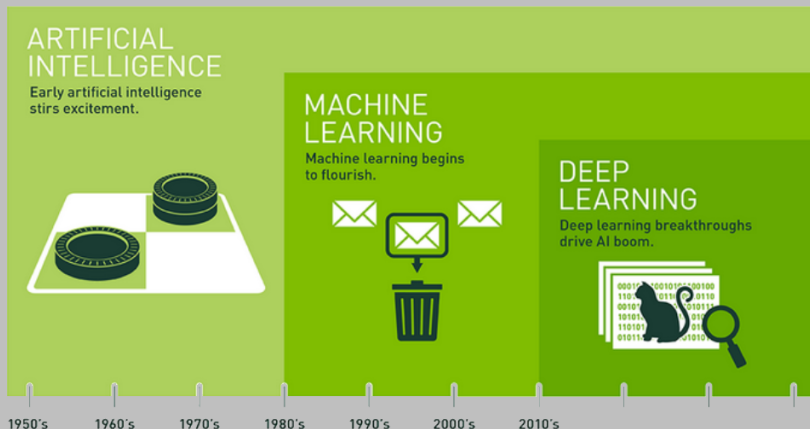 ARTIFICIAL
INTELLIGENCE
Early artificial intelligence
stirs excitement.
MACHINE
LEARNING
Machine learning begins
to flourish.
DEEP
LEARNING
Deep learning breakthroughs
drive AI boom.
1950's 1960's 1970's 1980's 1990's 2000's 2010's